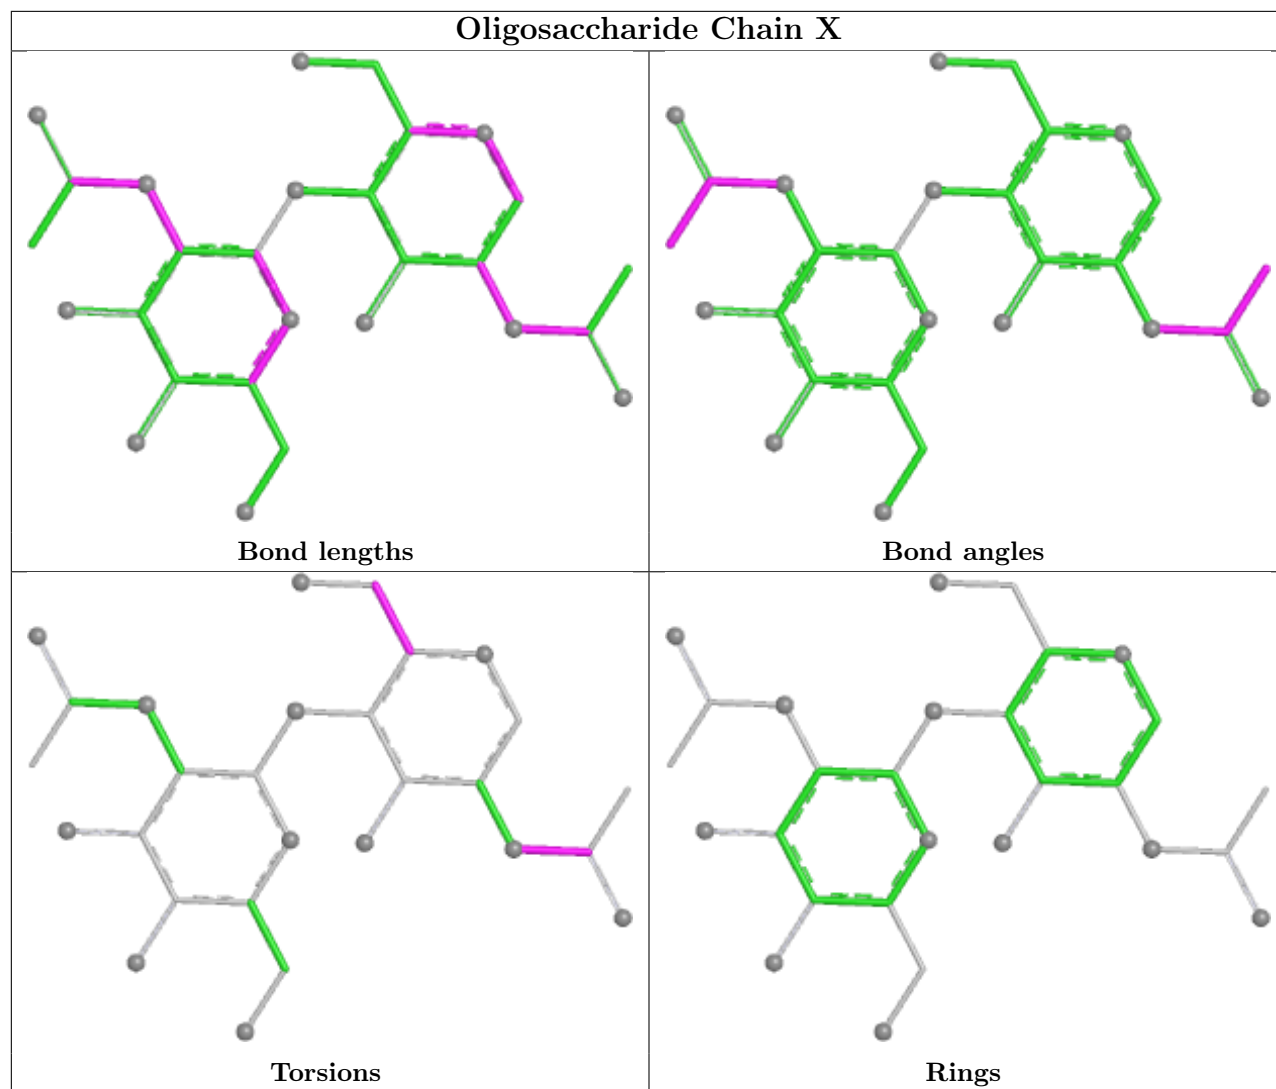 Oligosaccharide Chain X
Bond lengths
Bond angles
Torsions
Rings